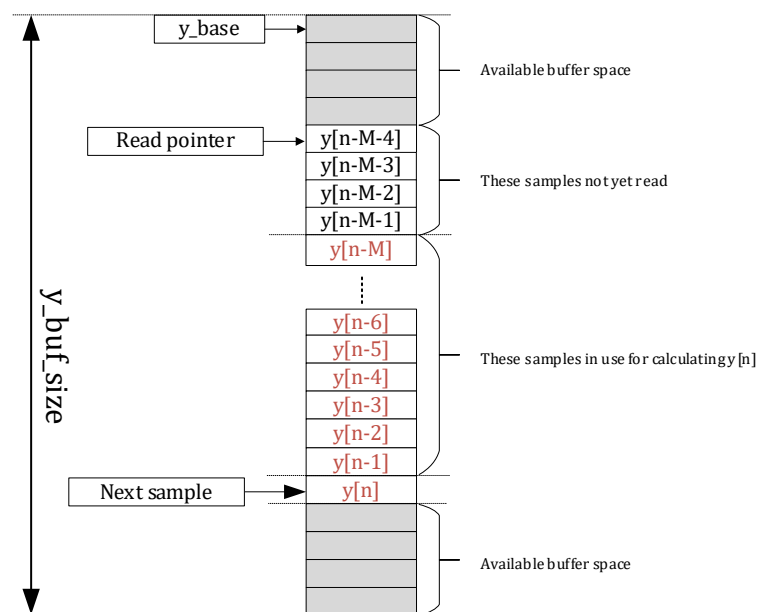 y_base
Available buffer space
Read pointer
y[n-M-4]
y[n-M-3]
These samples not yet read
y[n-M-2]
y[n-M-1]
y[n-M]
y_buf_size
y[n-6]
y[n-5]
These samples in use for calculating y[n]
y[n-4]
y[n-3]
y[n-2]
y[n-1]
Next sample
y[n]
Available buffer space